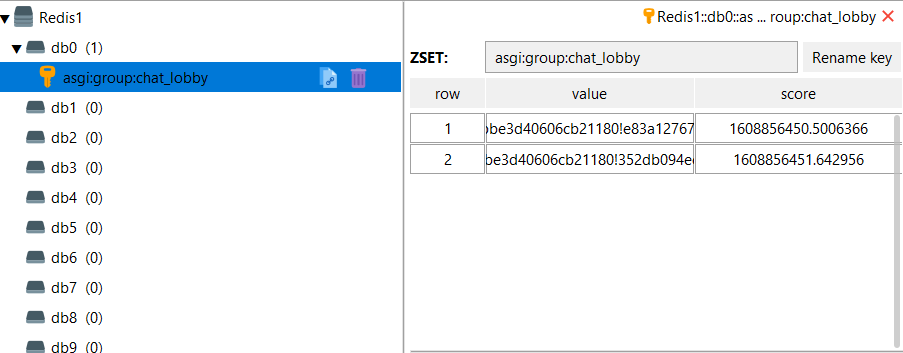 Redis1
db0 (1)
asgi:group:chat_lobby
db1 (0)
db2 (0)
db3 (0)
db4 (0)
db5 (0)
db6 (0)
db7 (0)
db8 (0)
db9 (0)
Redis1::db0::as ... roup:chat_lobby
ZSET: asgi:group:chat_lobby Rename key
row value score
1 be3d40606cb21180!e83a12767 1608856450.5006366
2 be3d40606cb21180!352db094e 1608856451.642956